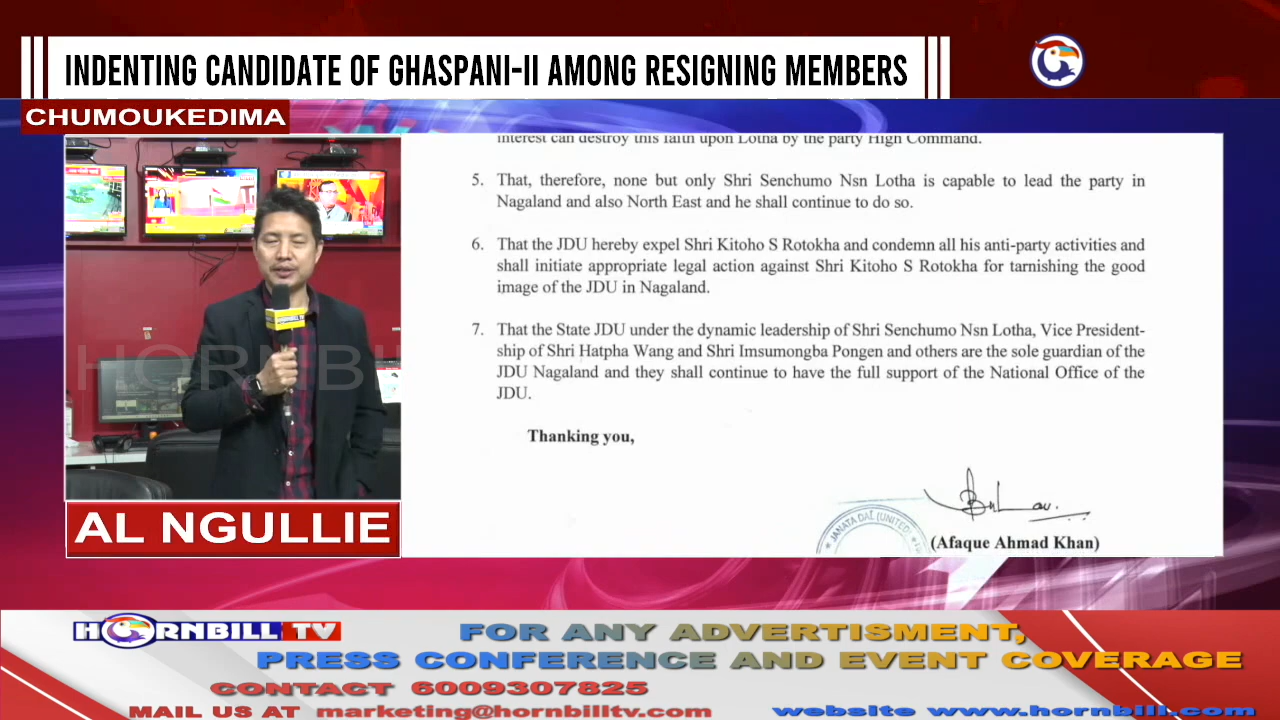 INDENTING CANDIDATE OF GHASPANI-II AMONG RESIGNING MEMBERS
CHUMOUKEDIMA
interest can destroy this faith upon Lotha by the party High Command.
5. That, therefore, none but only Shri Senchumo Nsn Lotha is capable to lead the party in
Nagaland and also North East and he shall continue to do so.
6. That the JDU hereby expel Shri Kitoho S Rotokha and condemn all his anti-party activities and
shall initiate appropriate legal action against Shri Kitoho S Rotokha for tarnishing the good
image of the JDU in Nagaland.
7. That the State JDU under the dynamic leadership of Shri Senchumo Nsn Lotha, Vice President-
ship of Shri Hatpha Wang and Shri Imsumongba Pongen and others are the sole guardian of the
JDU Nagaland and they shall continue to have the full support of the National Office of the
JDU.
Thanking you,
JANATA DAL (UNITED)
(Afaque Ahmad Khan)
HORNBI
AL NGULLIE
HORNBILL TV
FOR ANY ADVERTISMENT,
PRESS CONFERENCE AND EVENT COVERAGE
CONTACT 6009307825
MAIL US AT marketing@hornbilltv.com
website www.hornbill.com